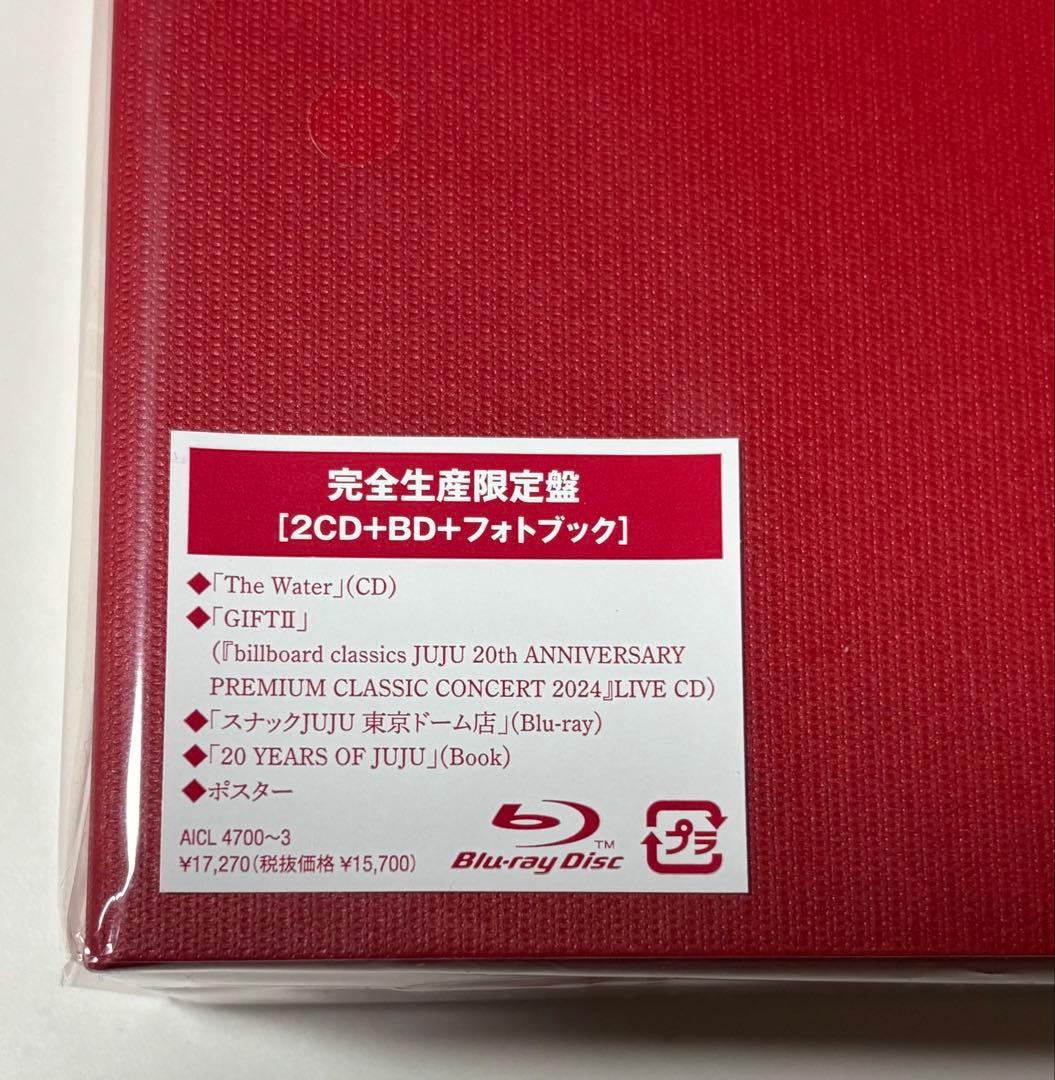 完全生産限定盤
[2CD+BD+フォトブック]
◆「The Water」(CD)
◆「GIFTⅡ」
(『billboard classics JUJU 20th ANNIVERSARY
PREMIUM CLASSIC CONCERT 2024』LIVE CD)
◆「スナックJUJU 東京ドーム店」(Blu-ray)
◆「20 YEARS OF JUJU」(Book)
◆ポスター
AICL 4700~3
¥17,270(税抜価格 ¥15,700)
Blu-ray Disc TM
プラ